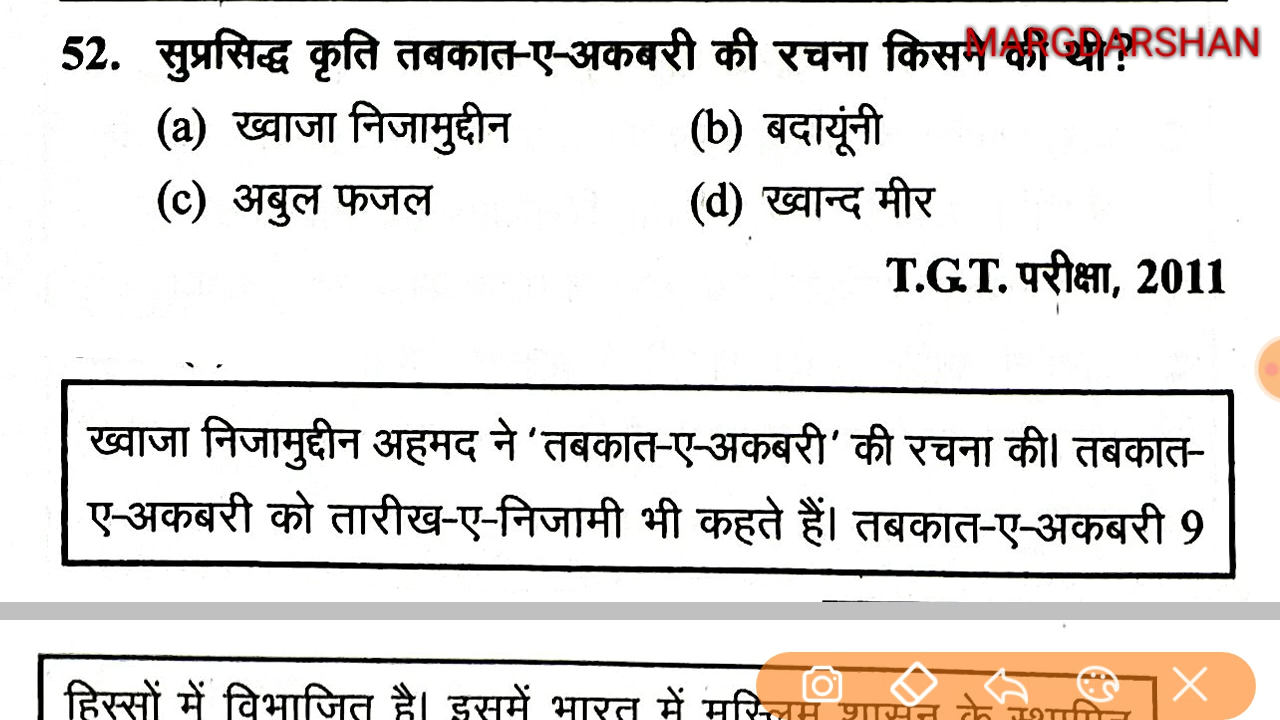 MARGDARSHAN
52. सुप्रसिद्ध कृति तबकात-ए-अकबरी की रचना किसने की थी?
(a) ख्वाजा निजामुद्दीन (b) बदायूंनी
(c) अबुल फजल (d) ख्वान्द मीर
T.G.T. परीक्षा, 2011
ख्वाजा निजामुद्दीन अहमद ने 'तबकात-ए-अकबरी' की रचना की। तबकात-
ए-अकबरी को तारीख-ए-निजामी भी कहते हैं। तबकात-ए-अकबरी 9
हिस्सों में विभाजित है। इसमें भारत में मुस्लिम शासन के